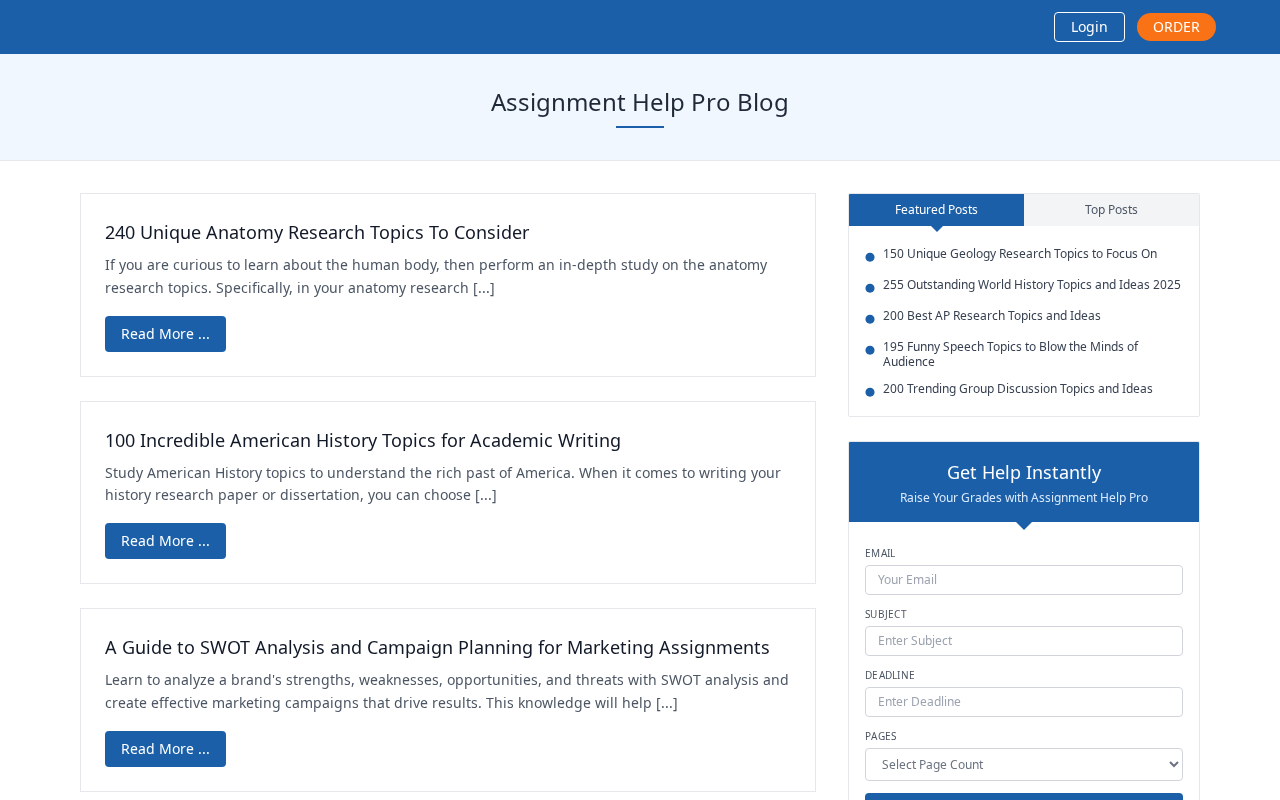 Login
ORDER
Assignment Help Pro Blog
240 Unique Anatomy Research Topics To Consider
If you are curious to learn about the human body, then perform an in-depth study on the anatomy
research topics. Specifically, in your anatomy research [...]
Read More ...
100 Incredible American History Topics for Academic Writing
Study American History topics to understand the rich past of America. When it comes to writing your
history research paper or dissertation, you can choose [...]
Read More ...
A Guide to SWOT Analysis and Campaign Planning for Marketing Assignments
Learn to analyze a brand's strengths, weaknesses, opportunities, and threats with SWOT analysis and
create effective marketing campaigns that drive results. This knowledge will help [...]
Read More ...
Featured Posts
Top Posts
150 Unique Geology Research Topics to Focus On
255 Outstanding World History Topics and Ideas 2025
200 Best AP Research Topics and Ideas
195 Funny Speech Topics to Blow the Minds of
Audience
200 Trending Group Discussion Topics and Ideas
Get Help Instantly
Raise Your Grades with Assignment Help Pro
EMAIL
Your Email
SUBJECT
Enter Subject
DEADLINE
Enter Deadline
PAGES
Select Page Count